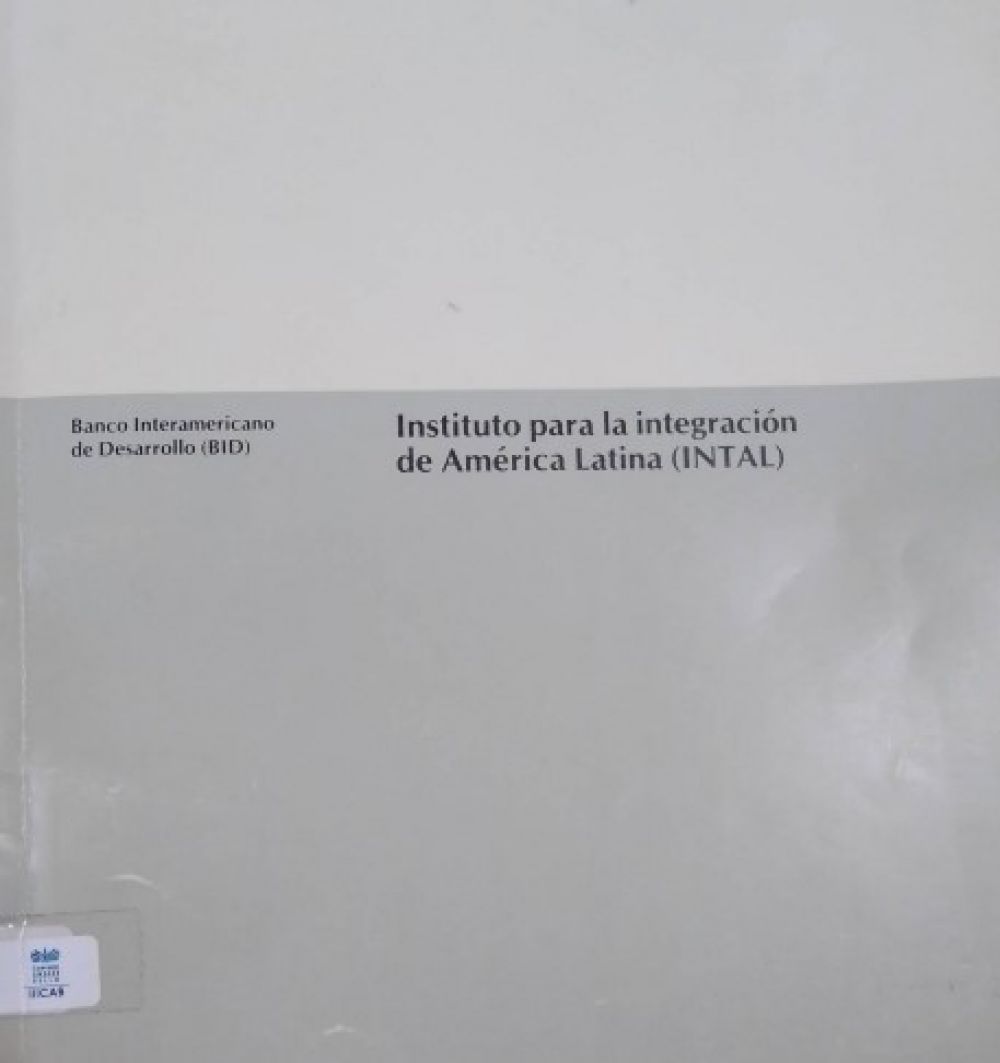 Banco Interamericano
de Desarrollo (BID)
Instituto para la integración
de América Latina (INTAL)